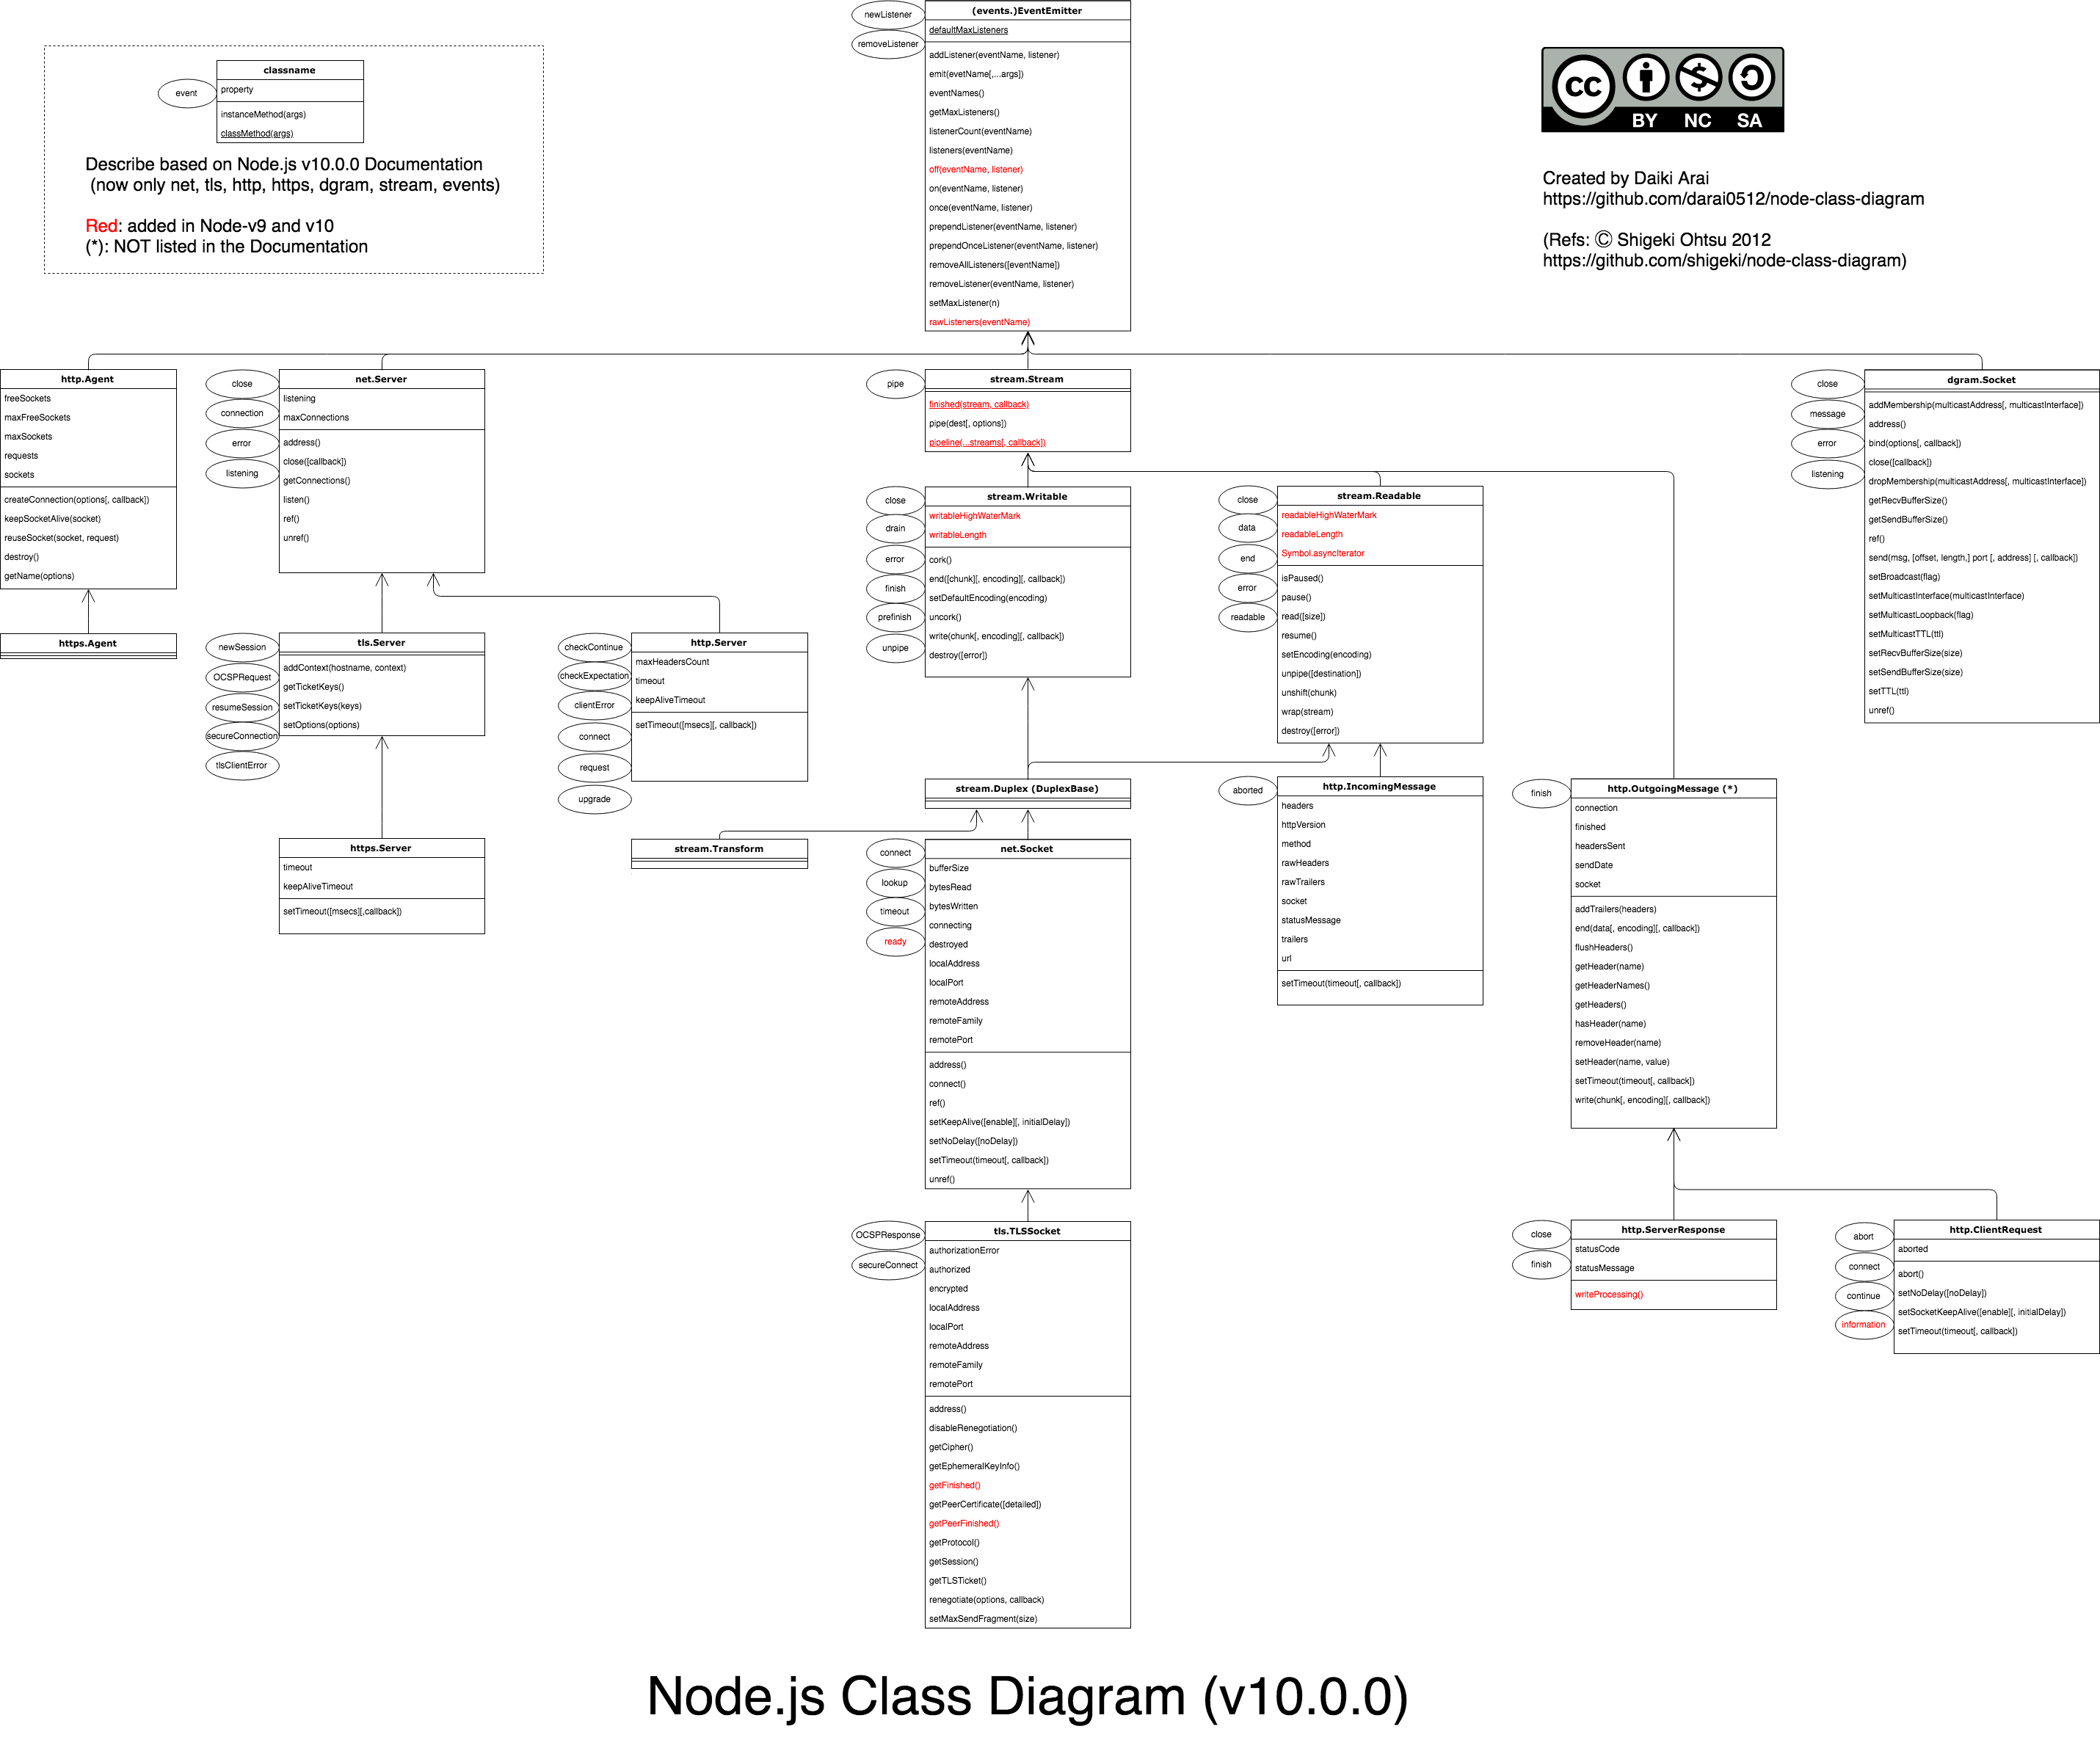 newListener
removeListener
(events.)EventEmitter
defaultMaxListeners
addListener(eventName, listener)
emit(evetName[,...args])
eventNames()
getMaxListeners()
listenerCount(eventName)
listeners(eventName)
off(eventName, listener)
on(eventName, listener)
once(eventName, listener)
prependListener(eventName, listener)
prependOnceListener(eventName, listener)
removeAllListeners([eventName])
removeListener(eventName, listener)
setMaxListener(n)
rawListeners(eventName)
event
classname
property
instanceMethod(args)
classMethod(args)
Describe based on Node.js v10.0.0 Documentation
(now only net, tls, http, https, dgram, stream, events)
Red: added in Node-v9 and v10
(*): NOT listed in the Documentation
cc
BY NC SA
Created by Daiki Arai
https://github.com/darai0512/node-class-diagram
(Refs: Ⓒ Shigeki Ohtsu 2012
https://github.com/shigeki/node-class-diagram)
http.Agent
freeSockets
maxFreeSockets
maxSockets
requests
sockets
createConnection(options[, callback])
keepSocketAlive(socket)
reuseSocket(socket, request)
destroy()
getName(options)
https.Agent
close
connection
error
listening
net.Server
listening
maxConnections
address()
close([callback])
getConnections()
listen()
ref()
unref()
newSession
OCSPRequest
resumeSession
secureConnection
tlsClientError
tls.Server
addContext(hostname, context)
getTicketKeys()
setTicketKeys(keys)
setOptions(options)
https.Server
timeout
keepAliveTimeout
setTimeout([msecs][,callback])
checkContinue
checkExpectation
clientError
connect
request
upgrade
http.Server
maxHeadersCount
timeout
keepAliveTimeout
setTimeout([msecs][, callback])
pipe
stream.Stream
finished(stream, callback)
pipe(dest[, options])
pipeline(...streams[, callback])
close
drain
error
finish
prefinish
unpipe
stream.Writable
writableHighWaterMark
writableLength
cork()
end([chunk][, encoding][, callback])
setDefaultEncoding(encoding)
uncork()
write(chunk[, encoding][, callback])
destroy([error])
close
data
end
error
readable
stream.Readable
readableHighWaterMark
readableLength
Symbol.asyncIterator
isPaused()
pause()
read([size])
resume()
setEncoding(encoding)
unpipe([destination])
unshift(chunk)
wrap(stream)
destroy([error])
close
message
error
listening
dgram.Socket
addMembership(multicastAddress[, multicastInterface])
address()
bind(options[, callback])
close([callback])
dropMembership(multicastAddress[, multicastInterface])
getRecvBufferSize()
getSendBufferSize()
ref()
send(msg, [offset, length,] port [, address] [, callback])
setBroadcast(flag)
setMulticastInterface(multicastInterface)
setMulticastLoopback(flag)
setMulticastTTL(ttl)
setRecvBufferSize(size)
setSendBufferSize(size)
setTTL(ttl)
unref()
stream.Duplex (DuplexBase)
stream.Transform
connect
lookup
timeout
ready
net.Socket
bufferSize
bytesRead
bytesWritten
connecting
destroyed
localAddress
localPort
remoteAddress
remoteFamily
remotePort
address()
connect()
ref()
setKeepAlive([enable][, initialDelay])
setNoDelay([noDelay])
setTimeout(timeout[, callback])
unref()
aborted
http.IncomingMessage
headers
httpVersion
method
rawHeaders
rawTrailers
socket
statusMessage
trailers
url
setTimeout(timeout[, callback])
finish
http.OutgoingMessage (*)
connection
finished
headersSent
sendDate
socket
addTrailers(headers)
end(data[, encoding][, callback])
flushHeaders()
getHeader(name)
getHeaderNames()
getHeaders()
hasHeader(name)
removeHeader(name)
setHeader(name, value)
setTimeout(timeout[, callback])
write(chunk[, encoding][, callback])
OCSPResponse
secureConnect
tls.TLSSocket
authorizationError
authorized
encrypted
localAddress
localPort
remoteAddress
remoteFamily
remotePort
address()
disableRenegotiation()
getCipher()
getEphemeralKeyInfo()
getFinished()
getPeerCertificate([detailed])
getPeerFinished()
getProtocol()
getSession()
getTLSTicket()
renegotiate(options, callback)
setMaxSendFragment(size)
close
finish
http.ServerResponse
statusCode
statusMessage
writeProcessing()
abort
connect
continue
information
http.ClientRequest
aborted
abort()
setNoDelay([noDelay])
setSocketKeepAlive([enable][, initialDelay])
setTimeout(timeout[, callback])
Node.js Class Diagram (v10.0.0)